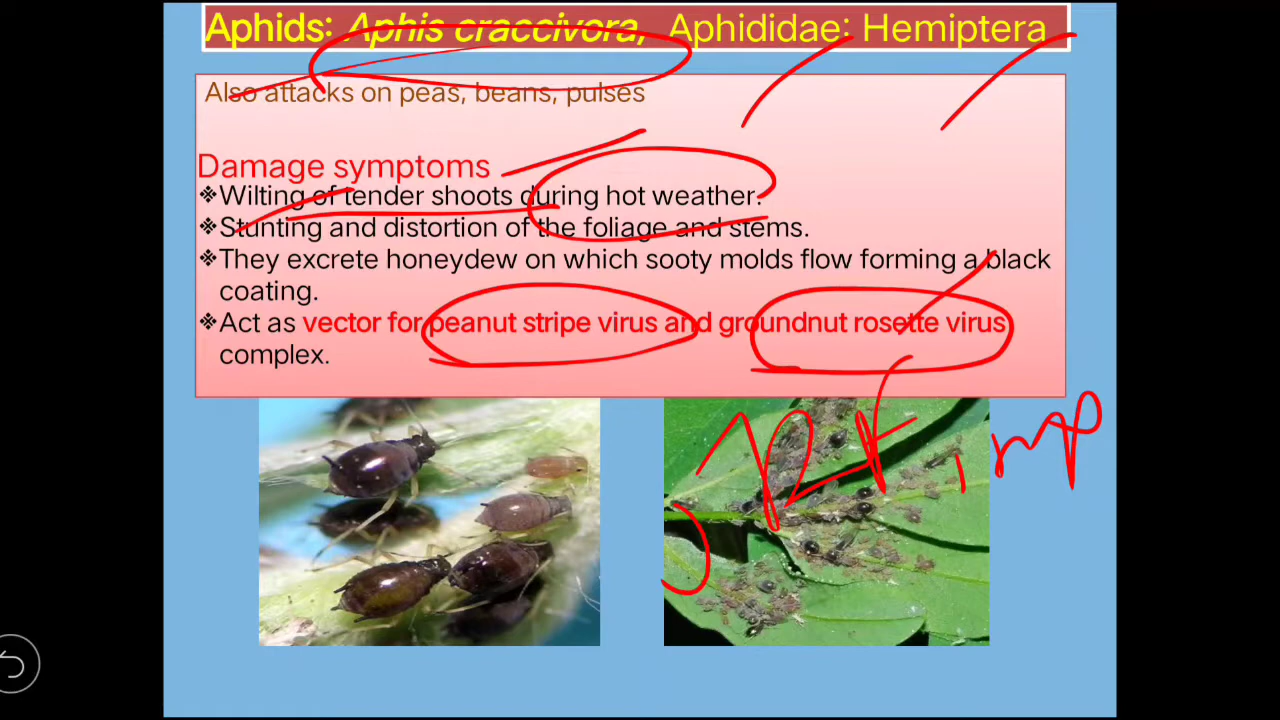 Aphids: Aphis craccivora, Aphididae: Hemiptera
Also attacks on peas, beans, pulses
Damage symptoms
❖Wilting of tender shoots during hot weather.
❖Stunting and distortion of the foliage and stems.
❖They excrete honeydew on which sooty molds flow forming a black
coating.
❖Act as vector for peanut stripe virus and groundnut rosette virus
complex.
imp